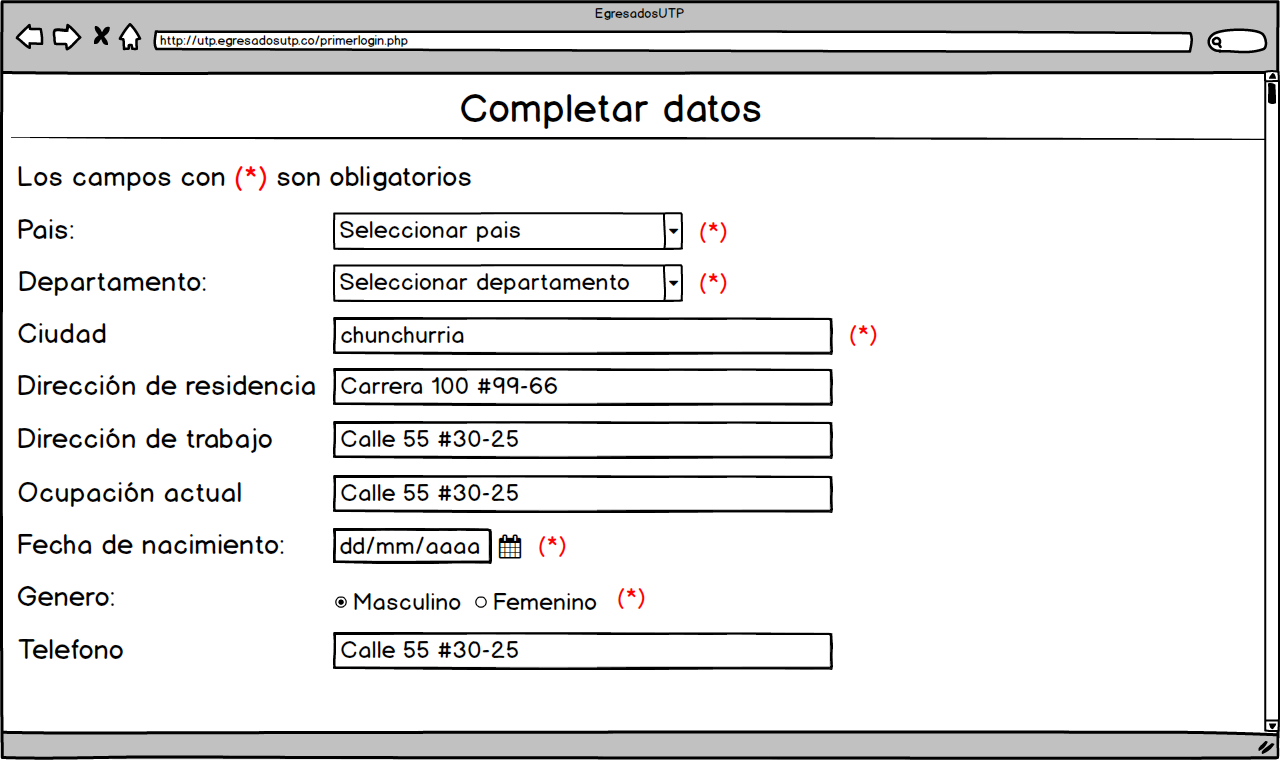 EgresadosUTP
http://utp.egresadosutp.co/primerlogin.php
Completar datos
Los campos con (*) son obligatorios
Pais: Seleccionar pais (*)
Departamento: Seleccionar departamento (*)
Ciudad chunchurria (*)
Dirección de residencia Carrera 100 #99-66
Dirección de trabajo Calle 55 #30-25
Ocupación actual Calle 55 #30-25
Fecha de nacimiento: dd/mm/aaaa (*)
Genero: Masculino Femenino (*)
Telefono Calle 55 #30-25